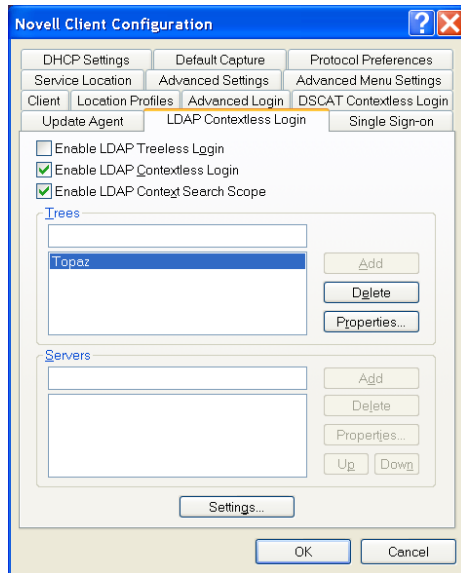 Novell Client Configuration
DHCP Settings Default Capture Protocol Preferences
Service Location Advanced Settings Advanced Menu Settings
Client Location Profiles Advanced Login DSCAT Contextless Login
Update Agent LDAP Contextless Login Single Sign-on
Enable LDAP Treeless Login
Enable LDAP Contextless Login
Enable LDAP Context Search Scope
Trees
Topaz
Add
Delete
Properties...
Servers
Add
Delete
Properties...
Up Down
Settings...
OK Cancel